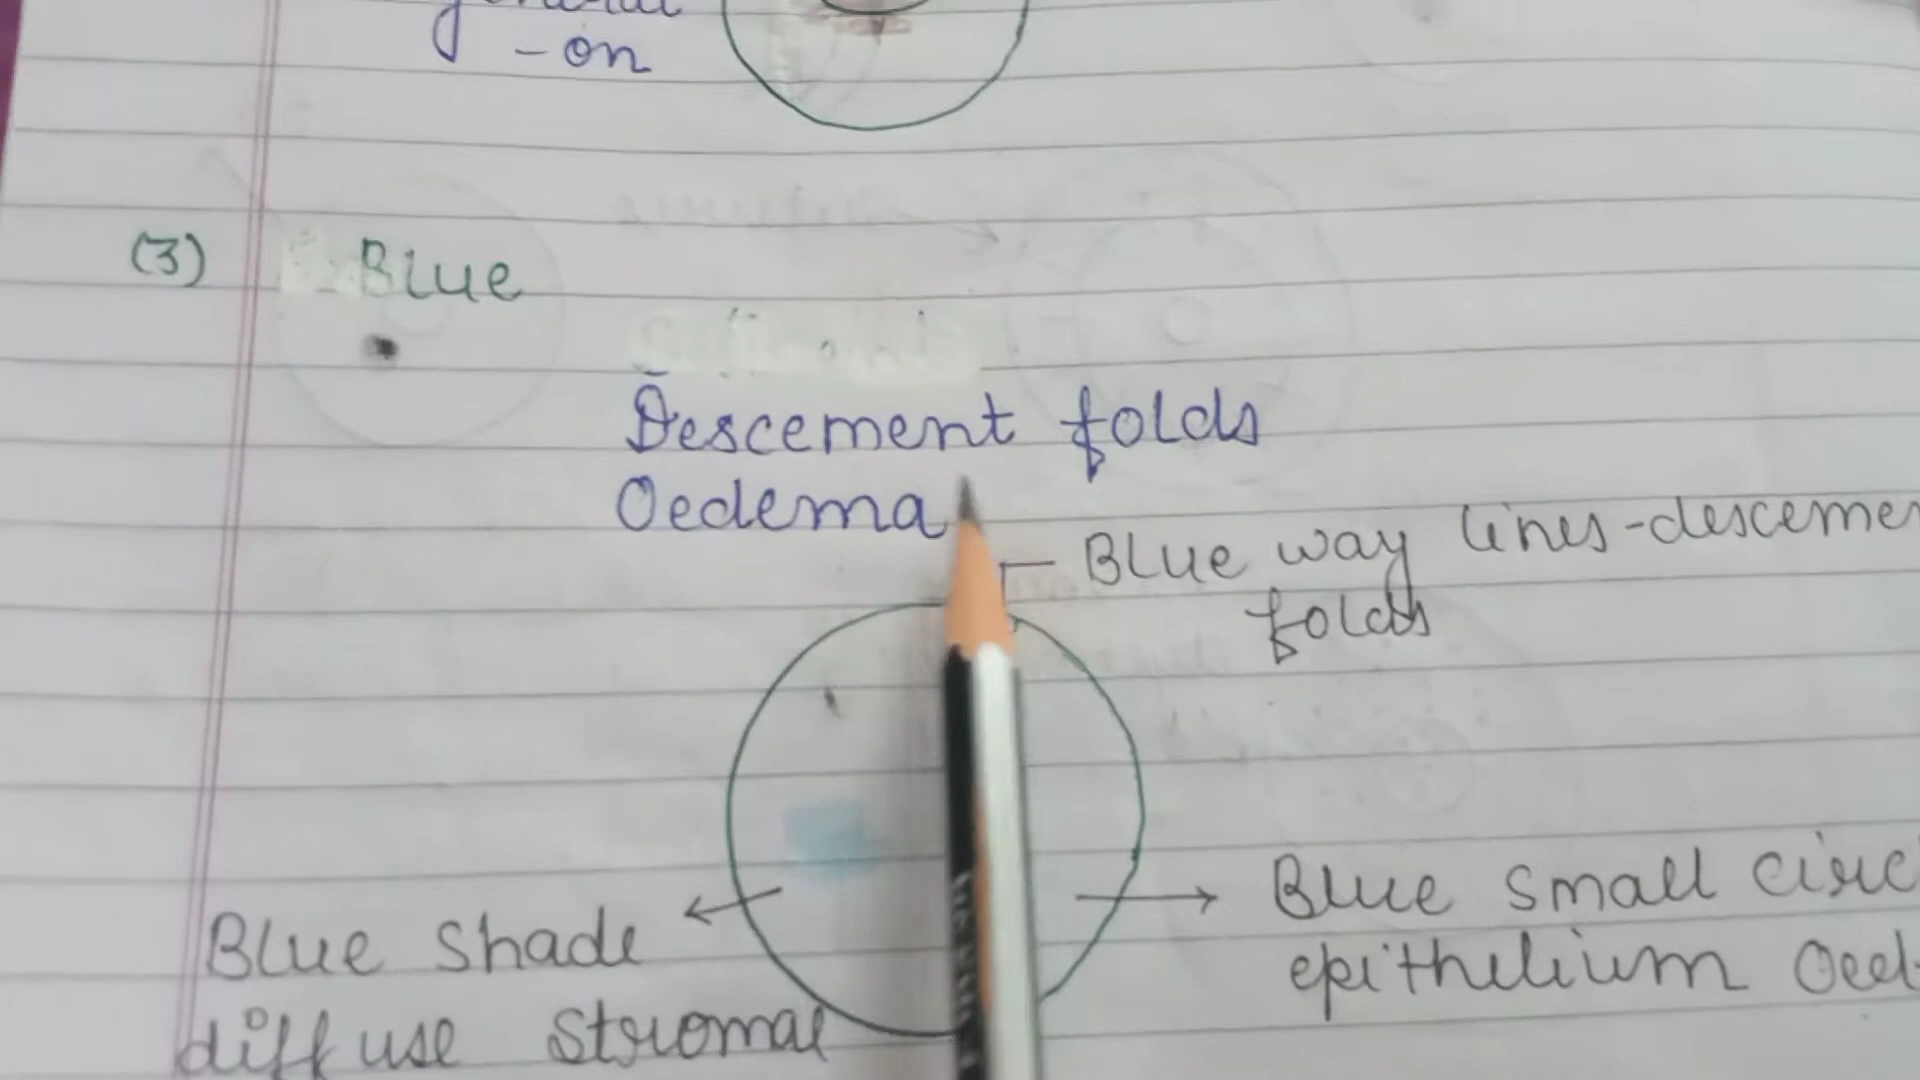 -on
(3) Blue
Descement folds
Oedema
Blue way lines-desceme
folds
Blue small circ
epithelium Oed
Blue shade
diffuse stromal